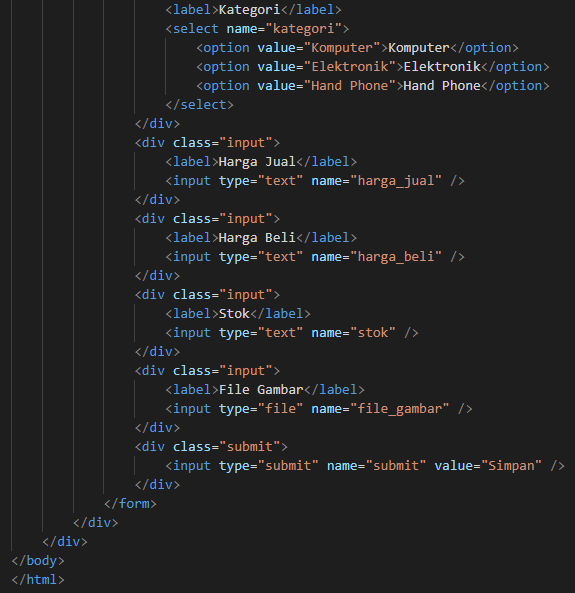 <label>Kategori</label>
<select name="kategori">
<option value="Komputer">Komputer</option>
<option value="Elektronik">Elektronik</option>
<option value="Hand Phone">Hand Phone</option>
</select>
</div>
<div class="input">
<label>Harga Jual</label>
<input type="text" name="harga_jual" />
</div>
<div class="input">
<label>Harga Beli</label>
<input type="text" name="harga_beli" />
</div>
<div class="input">
<label>Stok</label>
<input type="text" name="stok" />
</div>
<div class="input">
<label>File Gambar</label>
<input type="file" name="file_gambar" />
</div>
<div class="submit">
<input type="submit" name="submit" value="Simpan" />
</div>
</form>
</div>
</div>
</body>
</html>